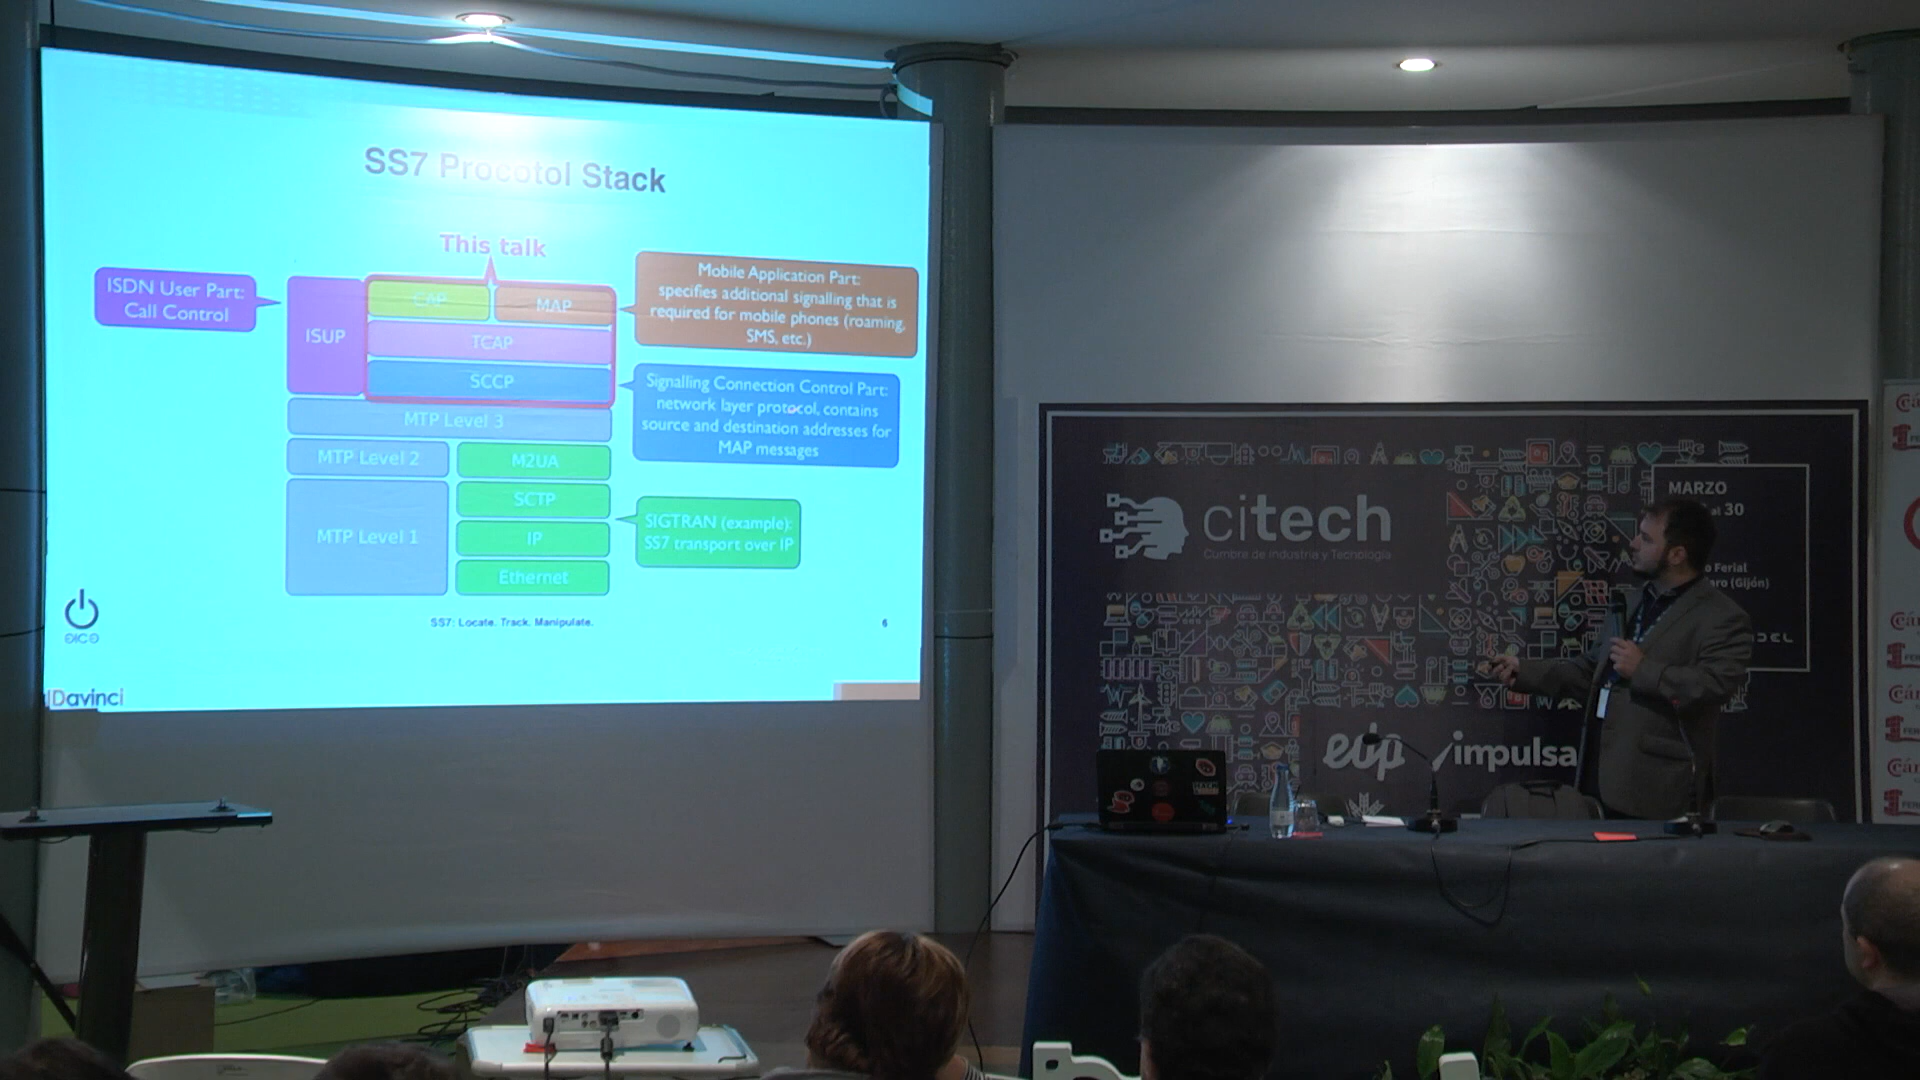 SS7 Procotol Stack
This talk
ISDN User Part:
Call Control
ISUP
CAP
MAP
TCAP
SCCP
MTP Level 3
MTP Level 2
M2UA
SCTP
MTP Level 1
IP
Ethernet
Mobile Application Part:
specifies additional signalling that is
required for mobile phones (roaming,
SMS, etc.)
Signalling Connection Control Part:
network layer protocol, contains
source and destination addresses for
MAP messages
SIGTRAN (example):
SS7 transport over IP
SS7: Locate. Track. Manipulate.
6
Davinci
citech
Cumbre de Industria y Tecnología
MARZO
al 30
Ferial
(Gijón)
impulsa